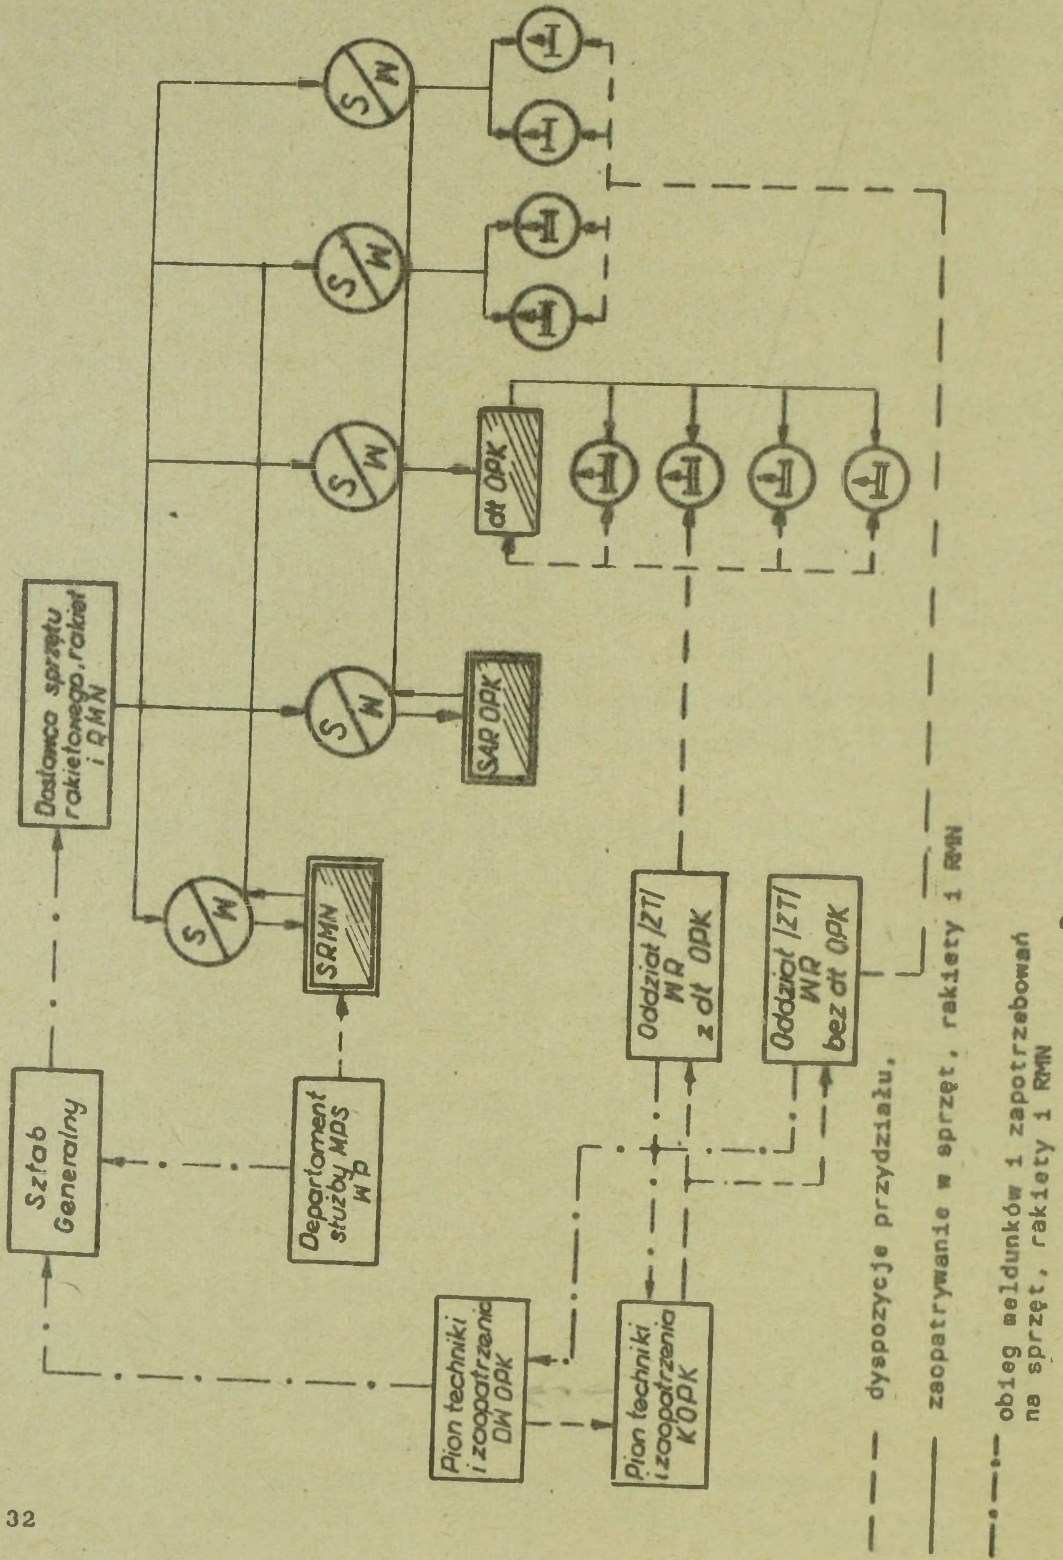 Dostawca sprzętu
rakietowego, rakiet
i RMN
Sztab
Generalny
Departament
służby MPS
WP
SRMN
SAR OPK
dt OPK
S/W
S/W
S/W
S/W
S/W
Pion techniki
i zaopatrzenia
DW OPK
Pion techniki
i zaopatrzenia
KOPK
Oddział /ZT/
WR
z dt OPK
Oddział /ZT/
WR
bez dt OPK
dyspozycje przydziału,
zaopatrywanie w sprzęt, rakiety i RMN
obieg meldunków i zapotrzebowań
na sprzęt, rakiety i RMN
32